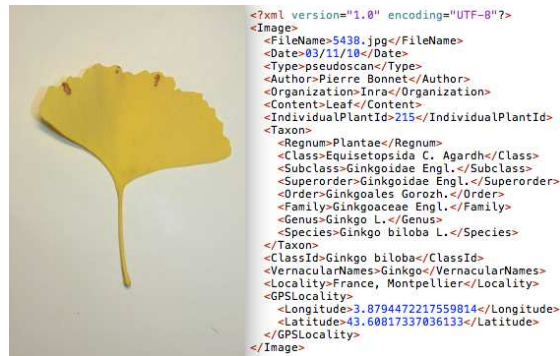 <?xml version="1.0" encoding="UTF-8"?>
<Image>
<FileName>5438.jpg</FileName>
<Date>03/11/10</Date>
<Type>pseudoscan</Type>
<Author>Pierre Bonnet</Author>
<Organization>Inra</Organization>
<Content>Leaf</Content>
<IndividualPlantId>215</IndividualPlantId>
<Taxon>
<Regnum>Plantae</Regnum>
<Class>Equisetopsida C. Agardh</Class>
<Subclass>Ginkgoidae Engl.</Subclass>
<Superorder>Ginkgoidae Engl.</Superorder>
<Order>Ginkgoales Gorozh.</Order>
<Family>Ginkgoaceae Engl.</Family>
<Genus>Ginkgo L.</Genus>
<Species>Ginkgo biloba L.</Species>
</Taxon>
<ClassId>Ginkgo biloba</ClassId>
<VernacularNames>Ginkgo</VernacularNames>
<Locality>France, Montpellier</Locality>
<GPSLocality>
<Longitude>3.8794472217559814</Longitude>
<Latitude>43.60817337036133</Latitude>
</GPSLocality>
</Image>